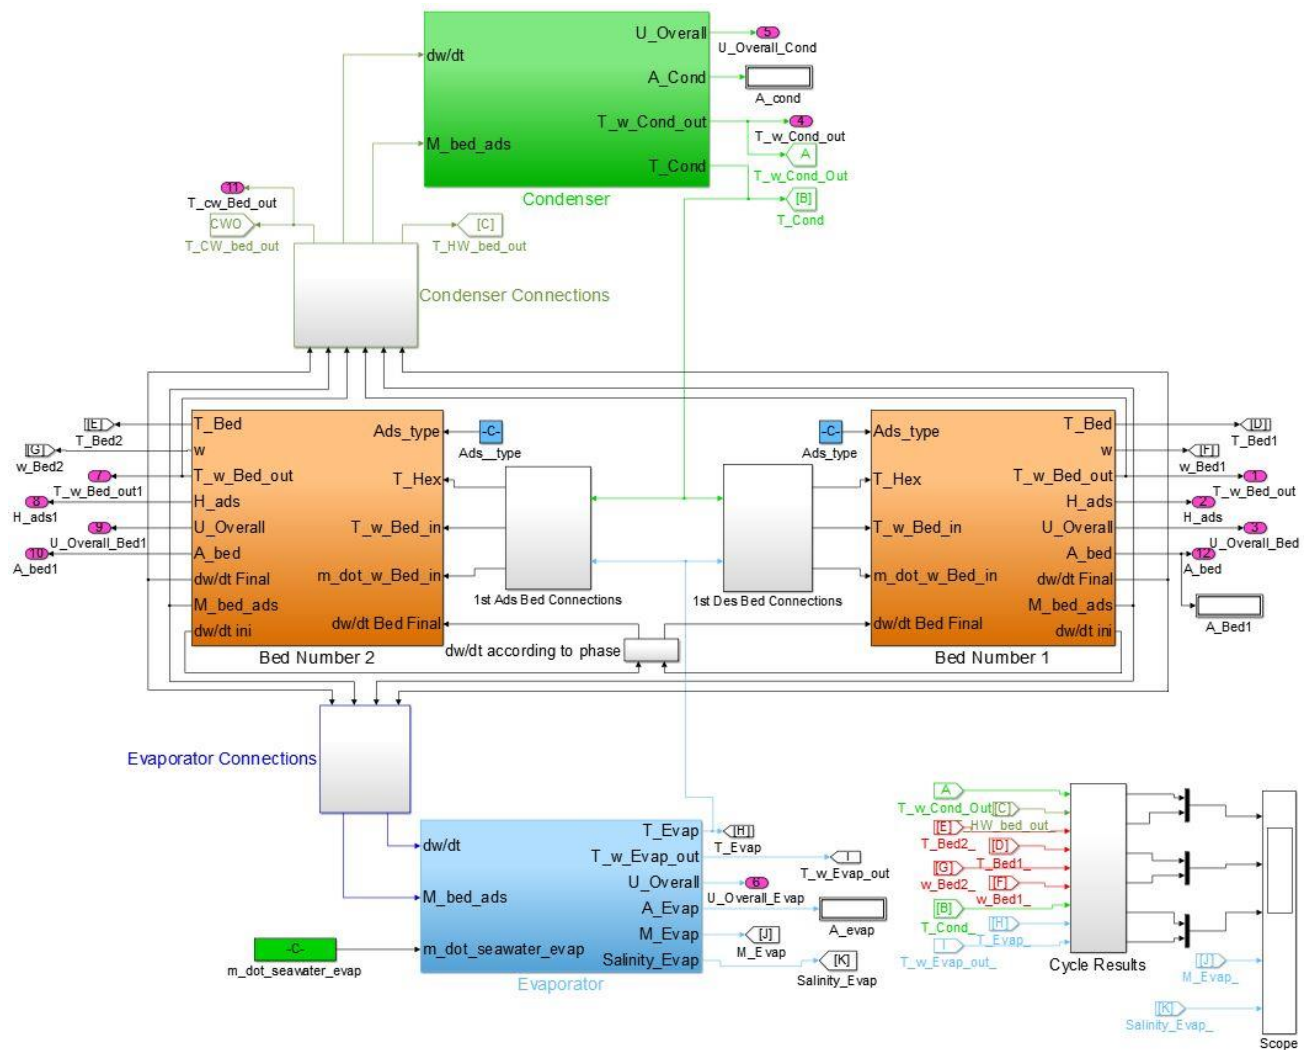 U_Overall
5
U_Overall_Cond
dw/dt
A_Cond
A_cond
T_w_Cond_out
4
T_w_Cond_out
M_bed_ads
A
T_w_Cond_Out
T_Cond
[B]
T_Cond
Condenser
11
T_cw_Bed_out
CWO
T_CW_bed_out
[C]
T_HW_bed_out
Condenser Connections
[E]
T_Bed2
[G]
w_Bed2
7
T_w_Bed_out1
8
H_ads1
9
U_Overall_Bed1
10
A_bed1
T_Bed
w
T_w_Bed_out
H_ads
U_Overall
A_bed
dw/dt Final
M_bed_ads
dw/dt ini
Ads_type
T_Hex
T_w_Bed_in
m_dot_w_Bed_in
dw/dt Bed Final
Bed Number 2
-C-
Ads__type
1st Ads Bed Connections
dw/dt according to phase
-C-
Ads_type
1st Des Bed Connections
Ads_type
T_Hex
T_w_Bed_in
m_dot_w_Bed_in
dw/dt Bed Final
T_Bed
w
T_w_Bed_out
H_ads
U_Overall
A_bed
dw/dt Final
M_bed_ads
dw/dt ini
Bed Number 1
[D]
T_Bed1
[F]
w_Bed1
1
T_w_Bed_out
2
H_ads
3
U_Overall_Bed
12
A_bed
A_Bed1
Evaporator Connections
dw/dt
M_bed_ads
m_dot_seawater_evap
-C-
m_dot_seawater_evap
T_Evap
T_w_Evap_out
U_Overall
A_Evap
M_Evap
Salinity_Evap
Evaporator
[H]
T_Evap
I
T_w_Evap_out
6
U_Overall_Evap
A_evap
[J]
M_Evap
[K]
Salinity_Evap
A
T_w_Cond_Out
[C]
[E]
HW_bed_out_
T_Bed2_
[D]
T_Bed1_
[G]
w_Bed2_
[F]
w_Bed1_
[B]
T_Cond_
[H]
T_Evap_
I
T_w_Evap_out_
Cycle Results
[J]
M_Evap_
[K]
Salinity_Evap_
Scope